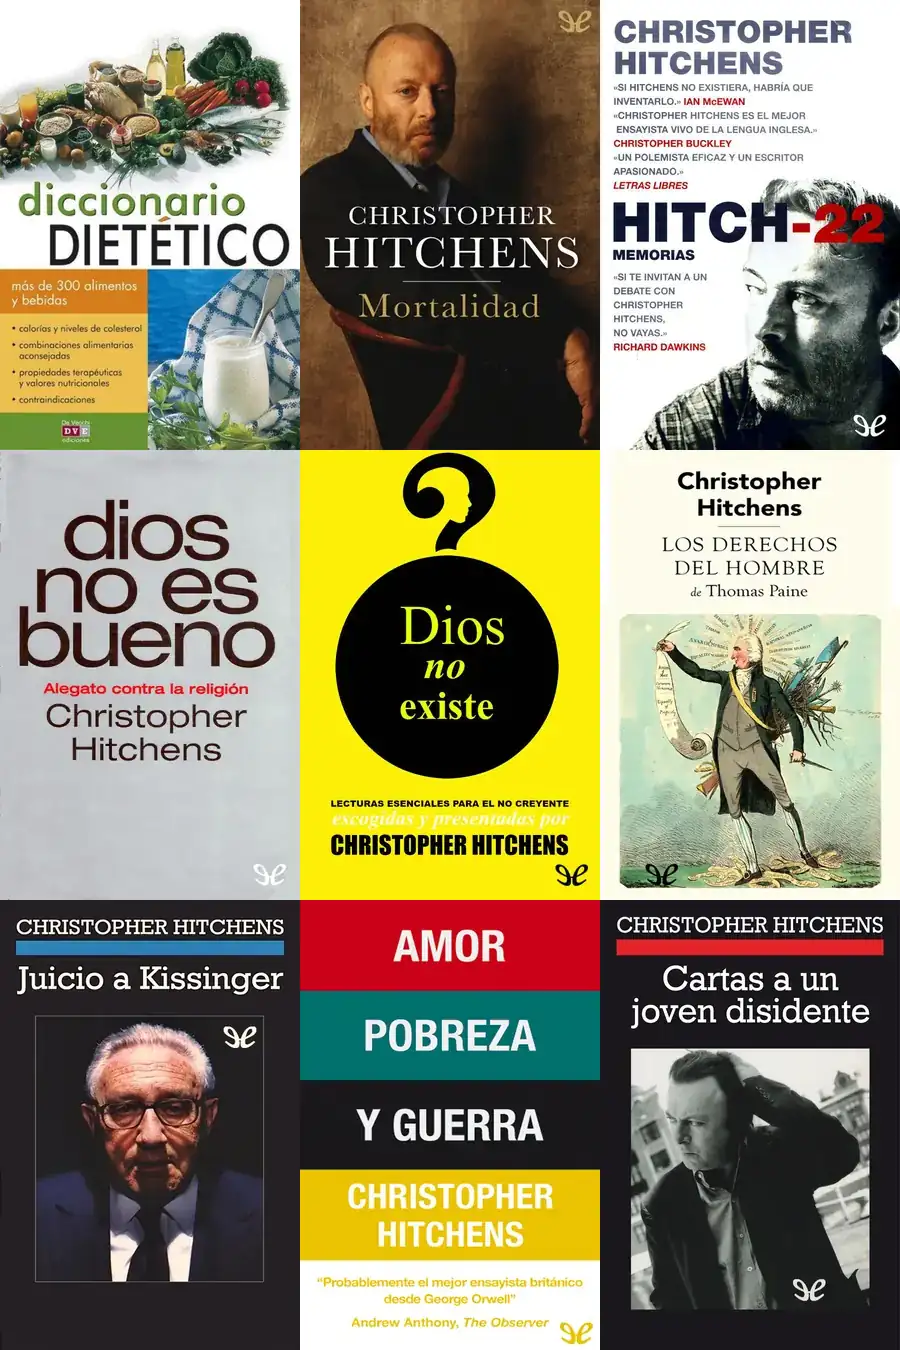 diccionario
DIETÉTICO
más de 300 alimentos
y bebidas
• calorías y niveles de colesterol
• combinaciones alimentarias
aconsejadas
• propiedades terapéuticas
y valores nutricionales
• contraindicaciones
De Vecchi
DVE
ediciones
CHRISTOPHER
HITCHENS
Mortalidad
CHRISTOPHER
HITCHENS
«SI HITCHENS NO EXISTIERA, HABRÍA QUE
INVENTARLO.» IAN McEWAN
«CHRISTOPHER HITCHENS ES EL MEJOR
ENSAYISTA VIVO DE LA LENGUA INGLESA.»
CHRISTOPHER BUCKLEY
«UN POLEMISTA EFICAZ Y UN ESCRITOR
APASIONADO.»
LETRAS LIBRES
HITCH-22
MEMORIAS
«SI TE INVITAN A UN
DEBATE CON
CHRISTOPHER
HITCHENS,
NO VAYAS.»
RICHARD DAWKINS
dios
no es
bueno
Alegato contra la religión
Christopher
Hitchens
Dios
no
existe
LECTURAS ESENCIALES PARA EL NO CREYENTE
escogidas y presentadas por
CHRISTOPHER HITCHENS
Christopher
Hitchens
LOS DERECHOS
DEL HOMBRE
de Thomas Paine
CHRISTOPHER HITCHENS
Juicio a Kissinger
AMOR
POBREZA
Y GUERRA
CHRISTOPHER
HITCHENS
“Probablemente el mejor ensayista británico
desde George Orwell”
Andrew Anthony, The Observer
CHRISTOPHER HITCHENS
Cartas a un
joven disidente